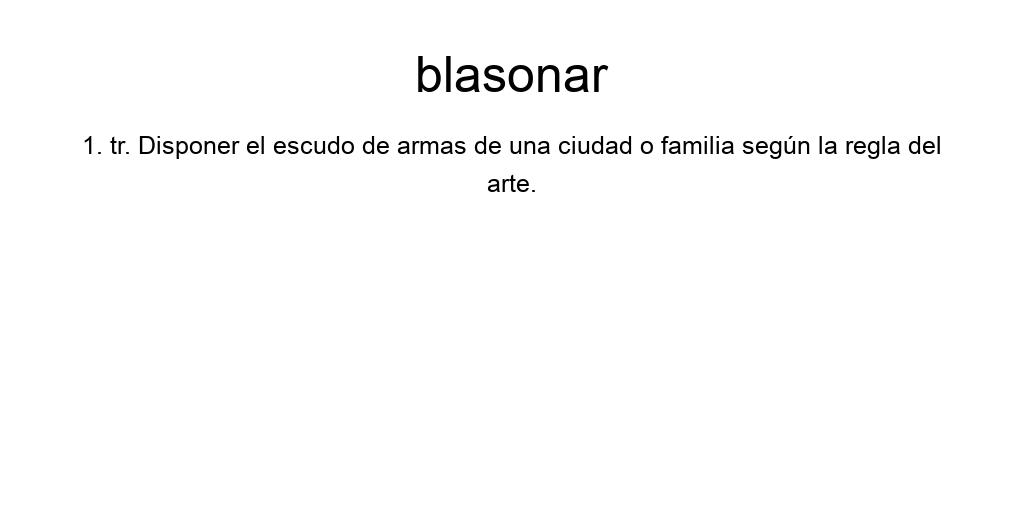 blasonar
1. tr. Disponer el escudo de armas de una ciudad o familia según la regla del
arte.